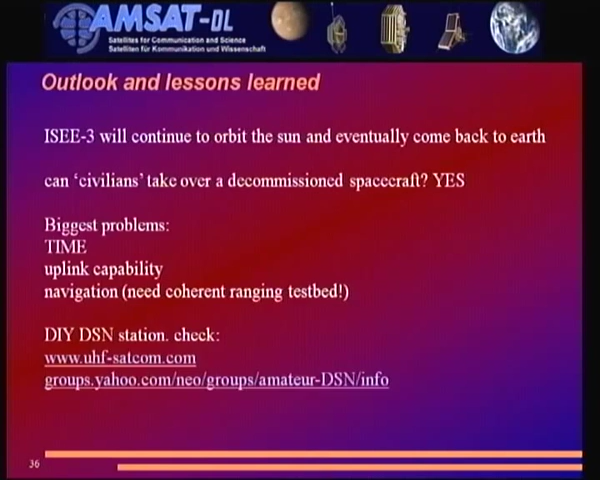 AMSAT-DL
Satellites for Communication and Science
Satelliten für Kommunikation und Wissenschaft
Outlook and lessons learned
ISEE-3 will continue to orbit the sun and eventually come back to earth
can ‘civilians’ take over a decommissioned spacecraft? YES
Biggest problems:
TIME
uplink capability
navigation (need coherent ranging testbed!)
DIY DSN station. check:
www.uhf-satcom.com
groups.yahoo.com/neo/groups/amateur-DSN/info
36